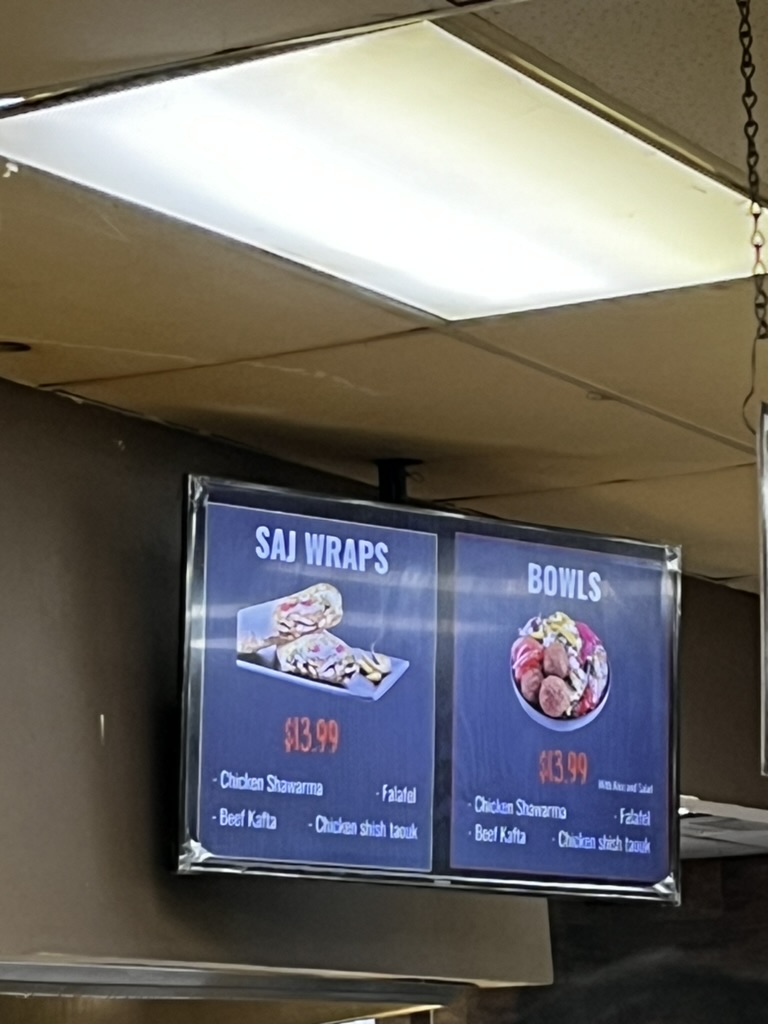 SAJ WRAPS
$13.99
- Chicken Shawarma
- Falafel
- Beef Kafta
- Chicken shish taouk
BOWLS
$13.99
With Rice and Salad
- Chicken Shawarma
- Falafel
- Beef Kafta
- Chicken shish taouk